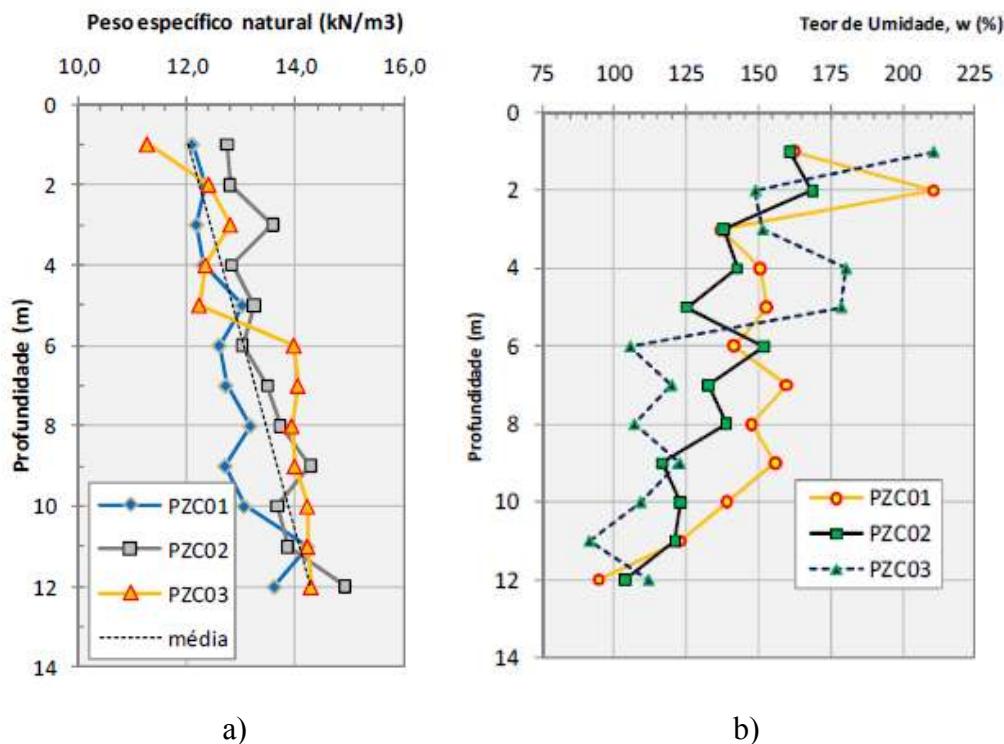 Peso específico natural (kN/m3)
10,0 12,0 14,0 16,0
0
2
4
6
8
10
12
14
Profundidade (m)
PZC01
PZC02
PZC03
média
a)
Teor de Umidade, w (%)
75 100 125 150 175 200 225
0
2
4
6
8
10
12
14
Profundidade (m)
PZC01
PZC02
PZC03
b)